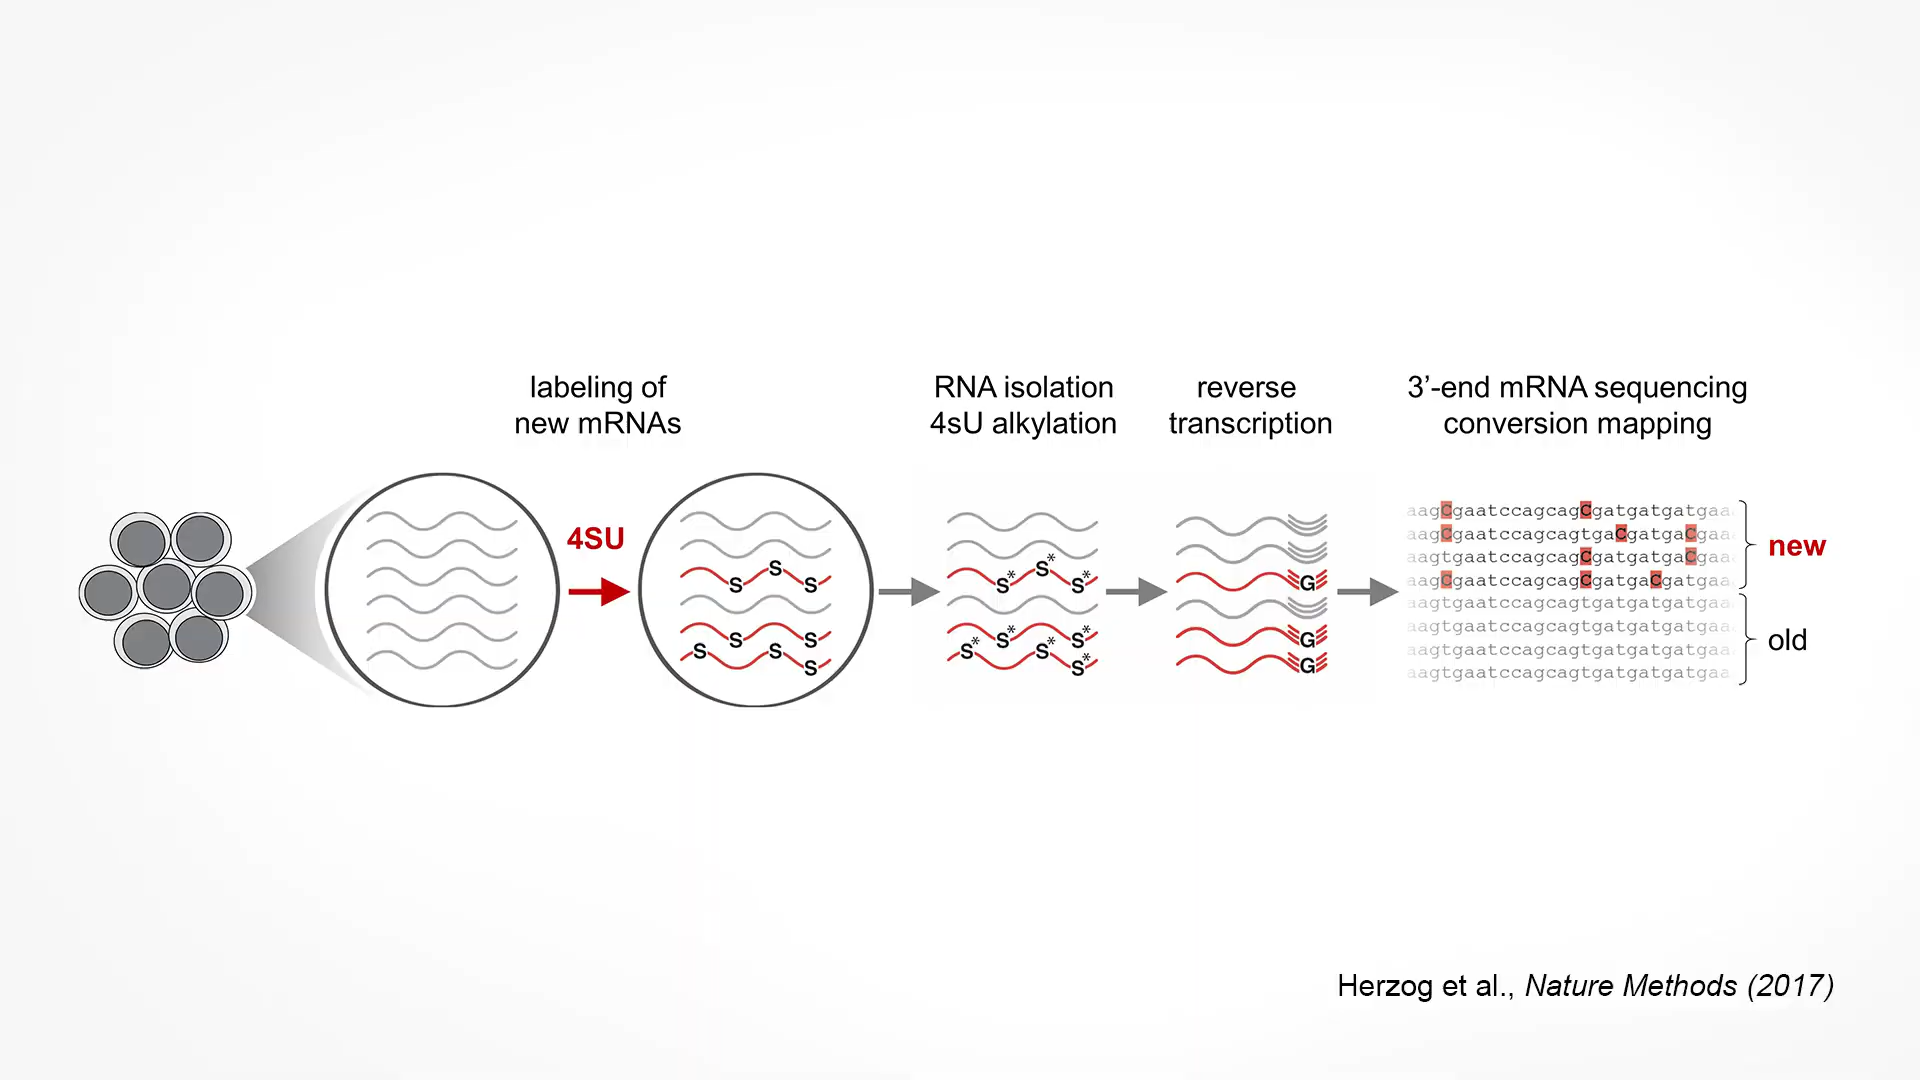 labeling of
new mRNAs
RNA isolation
4sU alkylation
reverse
transcription
3’-end mRNA sequencing
conversion mapping
4SU
S S S
S S
S S S
S* S* S*
S* S*
S* S* S*
G
G
G
aagCgaatccagcagCgatgatgatgaa
aagCgaatccagcagtgaCgatgaCgaa
aagtgaatccagcagCgatgatgaCgaa
aagCgaatccagcagCgatgaCgatgaa
aagtgaatccagcagtgatgatgatgaa
aagtgaatccagcagtgatgatgatgaa
aagtgaatccagcagtgatgatgatgaa
aagtgaatccagcagtgatgatgatgaa
new
old
Herzog et al., Nature Methods (2017)